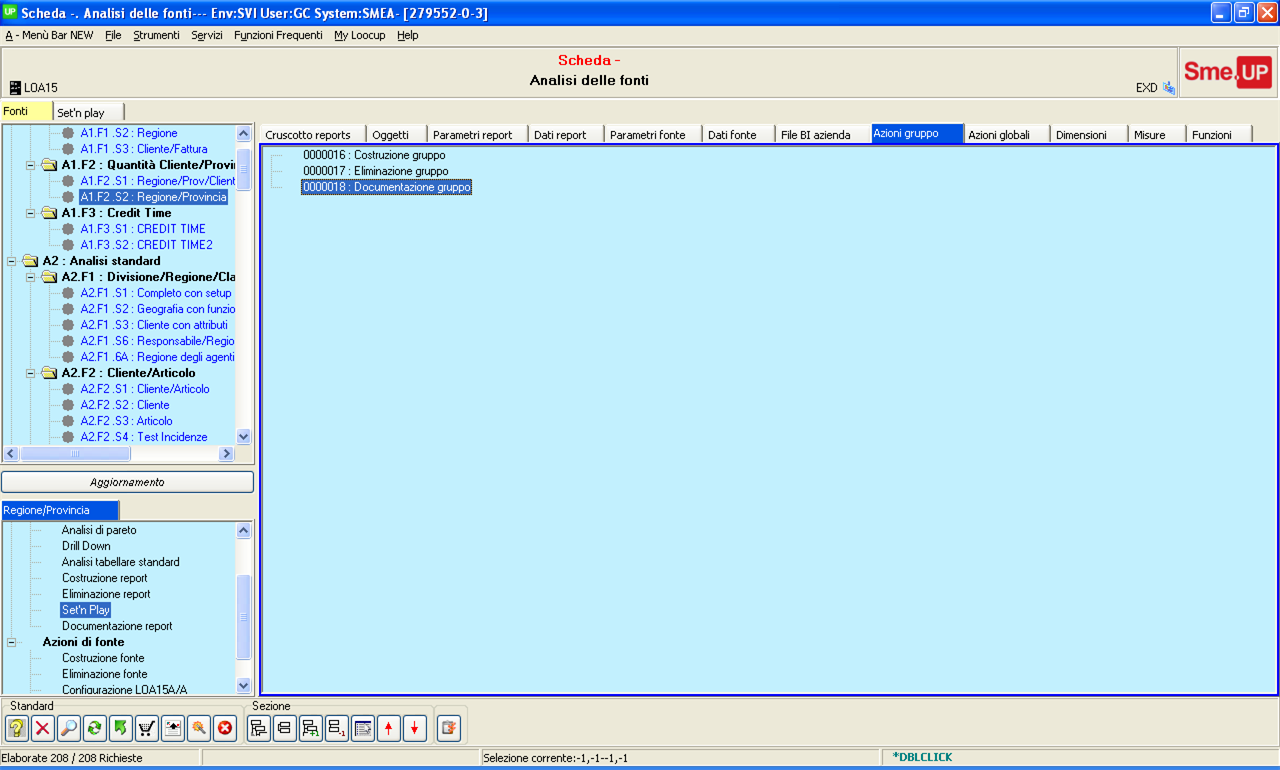 Scheda -. Analisi delle fonti--- Env:SVI User:GC System:SMEA- [279552-0-3]
A - Menù Bar NEW File Strumenti Servizi Funzioni Frequenti My Loocup Help
Scheda -
Analisi delle fonti
LOA15
EXD
Sme.UP
Fonti Set'n play
A1.F1 .S2 : Regione
A1.F1 .S3 : Cliente/Fattura
A1.F2 : Quantità Cliente/Provi
A1.F2 .S1 : Regione/Prov/Client
A1.F2 .S2 : Regione/Provincia
A1.F3 : Credit Time
A1.F3 .S1 : CREDIT TIME
A1.F3 .S2 : CREDIT TIME2
A2 : Analisi standard
A2.F1 : Divisione/Regione/Cla
A2.F1 .S1 : Completo con setup
A2.F1 .S2 : Geografia con funzio
A2.F1 .S3 : Cliente con attributi
A2.F1 .S6 : Responsabile/Regio
A2.F1 .6A : Regione degli agenti
A2.F2 : Cliente/Articolo
A2.F2 .S1 : Cliente/Articolo
A2.F2 .S2 : Cliente
A2.F2 .S3 : Articolo
A2.F2 .S4 : Test Incidenze
Aggiornamento
Regione/Provincia
Analisi di pareto
Drill Down
Analisi tabellare standard
Costruzione report
Eliminazione report
Set'n Play
Documentazione report
Azioni di fonte
Costruzione fonte
Eliminazione fonte
Configurazione LOA15A/A
Cruscotto reports Oggetti Parametri report Dati report Parametri fonte Dati fonte File BI azienda Azioni gruppo Azioni globali Dimensioni Misure Funzioni
0000016 : Costruzione gruppo
0000017 : Eliminazione gruppo
0000018 : Documentazione gruppo
Standard Sezione
Elaborate 208 / 208 Richieste Selezione corrente:-1,-1--1,-1 *DBLCLICK